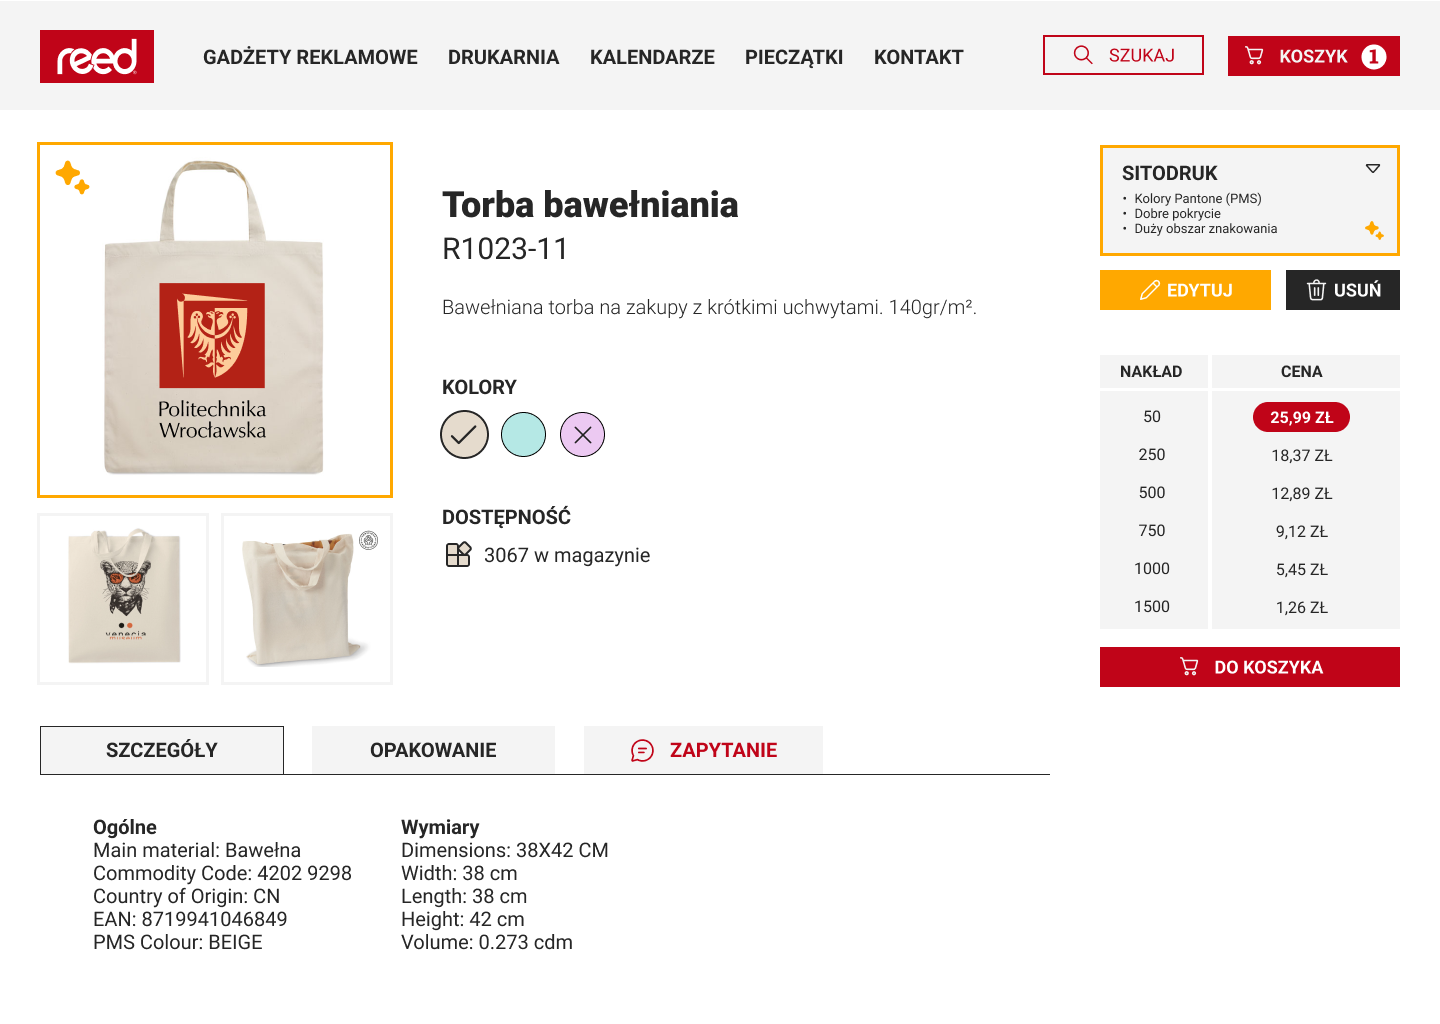 reed
GADŻETY REKLAMOWE
DRUKARNIA
KALENDARZE
PIECZĄTKI
KONTAKT
SZUKAJ
KOSZYK 1
Politechnika
Wrocławska
Torba bawełniania
R1023-11
Bawełniana torba na zakupy z krótkimi uchwytami. 140gr/m².
KOLORY
DOSTĘPNOŚĆ
3067 w magazynie
SITODRUK
• Kolory Pantone (PMS)
• Dobre pokrycie
• Duży obszar znakowania
EDYTUJ
USUŃ
NAKŁAD CENA
50 25,99 ZŁ
250 18,37 ZŁ
500 12,89 ZŁ
750 9,12 ZŁ
1000 5,45 ZŁ
1500 1,26 ZŁ
DO KOSZYKA
SZCZEGÓŁY
OPAKOWANIE
ZAPYTANIE
Ogólne
Main material: Bawełna
Commodity Code: 4202 9298
Country of Origin: CN
EAN: 8719941046849
PMS Colour: BEIGE
Wymiary
Dimensions: 38X42 CM
Width: 38 cm
Length: 38 cm
Height: 42 cm
Volume: 0.273 cdm